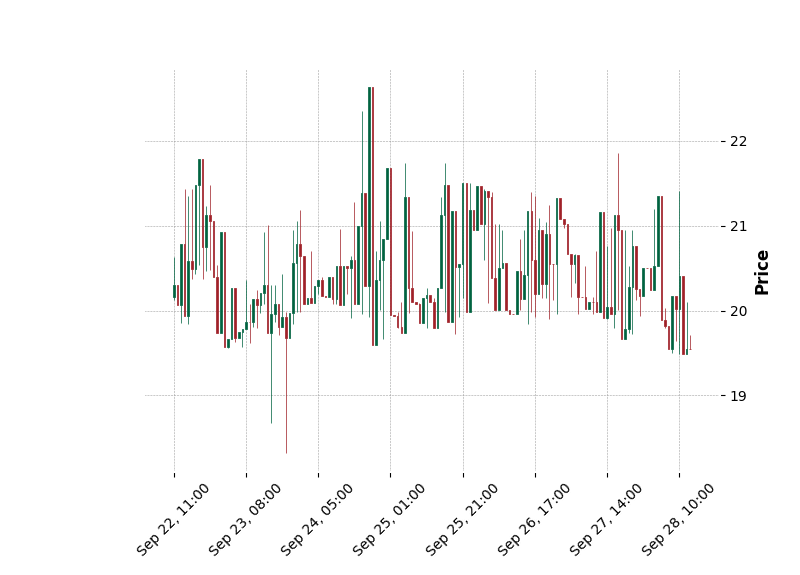 22
21
20
19
Price
Sep 22, 11:00
Sep 23, 08:00
Sep 24, 05:00
Sep 25, 01:00
Sep 25, 21:00
Sep 26, 17:00
Sep 27, 14:00
Sep 28, 10:00